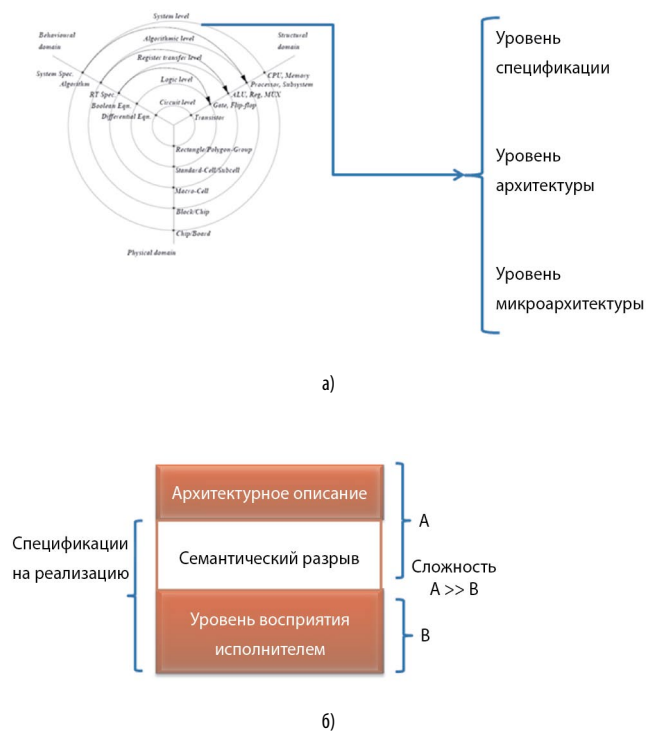 System level
Behavioural
domain
Structural
domain
Algorithmic level
Register transfer level
Logic level
Circuit level
System Spec.
Algorithm
RT Spec.
Boolean Eqn.
Differential Eqn.
CPU, Memory
Processor, Subsystem
ALU, Reg, MUX
Gate, Flip-flop
Transistor
Rectangle/Polygon-Group
Standard-Cell/Subcell
Macro-Cell
Block/Chip
Chip/Board
Physical domain
Уровень
спецификации
Уровень
архитектуры
Уровень
микроархитектуры
а)
Архитектурное описание
Семантический разрыв
Уровень восприятия
исполнителем
Спецификации
на реализацию
A
Сложность
A >> B
B
б)